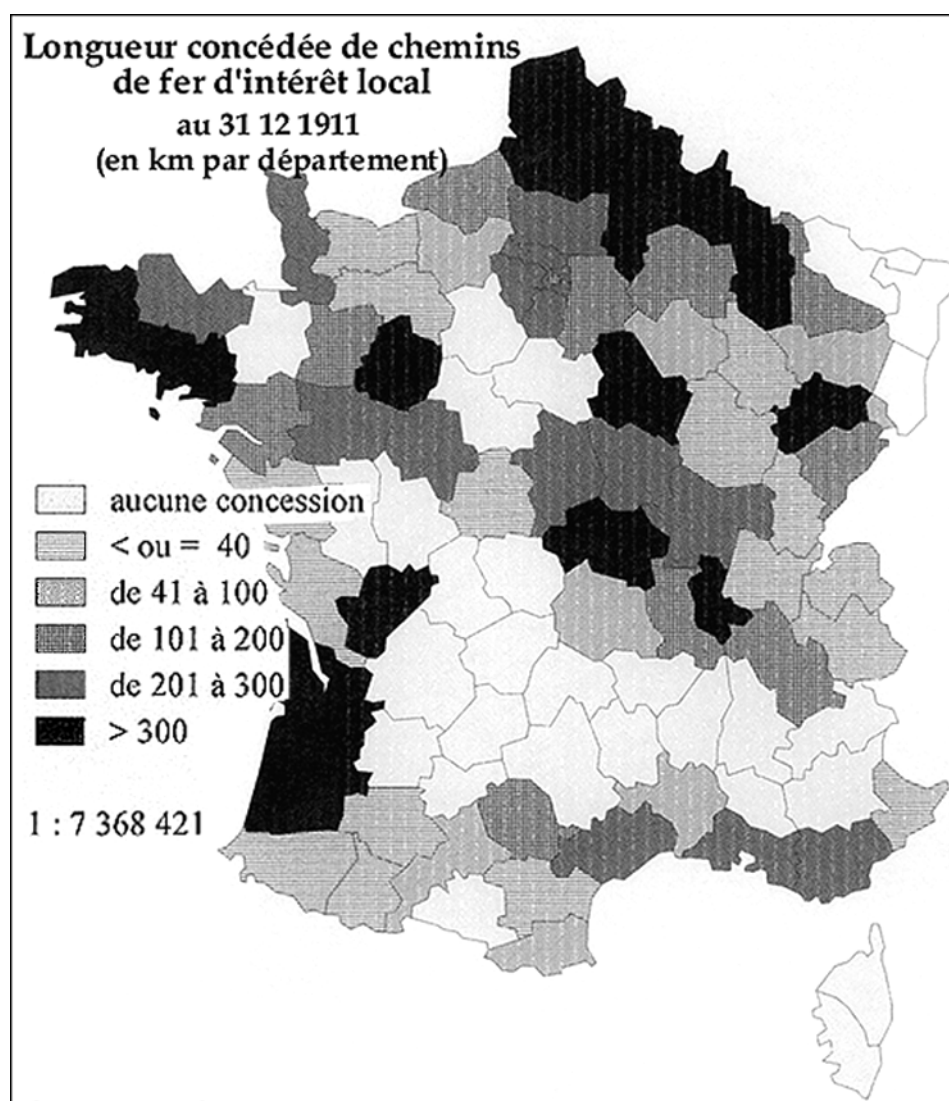 Longueur concédée de chemins
de fer d'intérêt local
au 31 12 1911
(en km par département)
aucune concession
< ou = 40
de 41 à 100
de 101 à 200
de 201 à 300
> 300
1 : 7 368 421